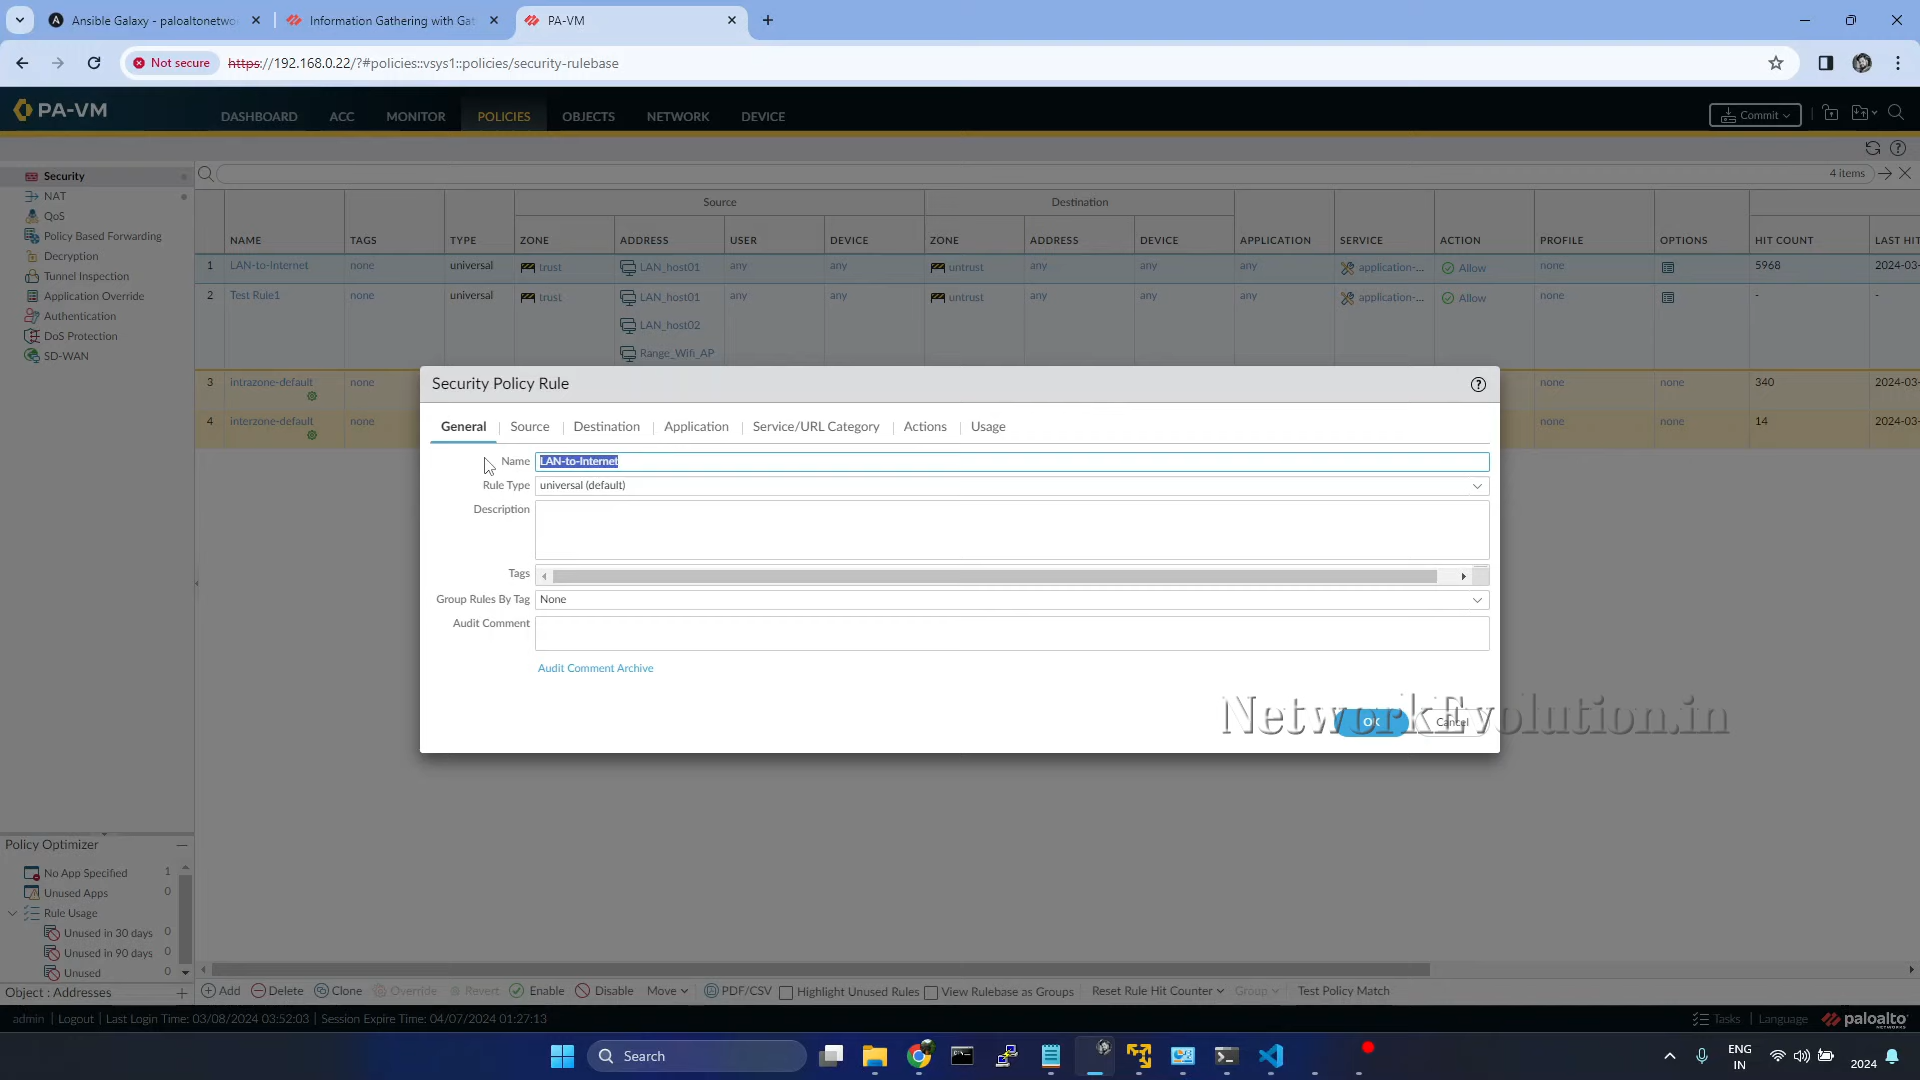 Ansible Galaxy - paloaltonetwo
Information Gathering with Gat
PA-VM
Not secure
https://192.168.0.22/?#policies::vsys1::policies/security-rulebase
PA-VM
DASHBOARD ACC MONITOR POLICIES OBJECTS NETWORK DEVICE
Commit
Security
NAT
QoS
Policy Based Forwarding
Decryption
Tunnel Inspection
Application Override
Authentication
DoS Protection
SD-WAN
4 items
Source Destination
NAME TAGS TYPE ZONE ADDRESS USER DEVICE ZONE ADDRESS DEVICE APPLICATION SERVICE ACTION PROFILE OPTIONS HIT COUNT LAST HIT
1 LAN-to-Internet none universal trust LAN_host01 any any untrust any any any application-... Allow none 5968 2024-03-
2 Test Rule1 none universal trust LAN_host01 any any untrust any any any application-... Allow none - -
LAN_host02
Range_Wifi_AP
3 intrazone-default none none none 340 2024-03-
4 interzone-default none none none 14 2024-03-
Security Policy Rule
General Source Destination Application Service/URL Category Actions Usage
Name LAN-to-Internet
Rule Type universal (default)
Description
Tags
Group Rules By Tag None
Audit Comment
Audit Comment Archive
OK Cancel
NetworkEvolution.in
Policy Optimizer
No App Specified 1
Unused Apps 0
Rule Usage
Unused in 30 days 0
Unused in 90 days 0
Unused 0
Object : Addresses
Add Delete Clone Override Revert Enable Disable Move PDF/CSV Highlight Unused Rules View Rulebase as Groups Reset Rule Hit Counter Group Test Policy Match
admin | Logout | Last Login Time: 03/08/2024 03:52:03 | Session Expire Time: 04/07/2024 01:27:13
Tasks | Language paloalto
NETWORKS
Search
ENG
IN
2024